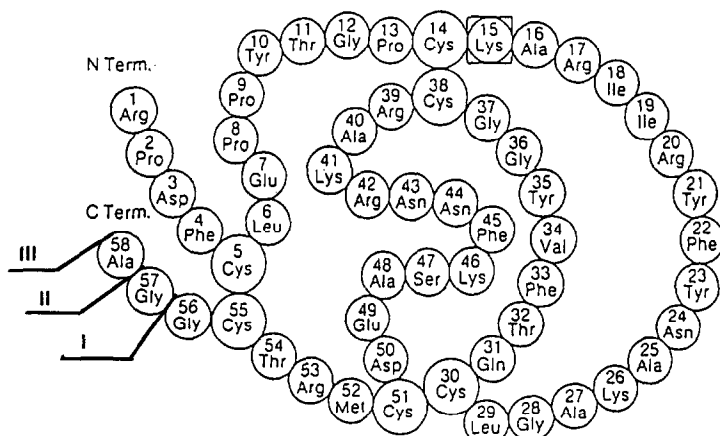 N Term.
1 Arg
2 Pro
3 Asp
4 Phe
5 Cys
6 Leu
7 Glu
8 Pro
9 Pro
10 Tyr
11 Thr
12 Gly
13 Pro
14 Cys
15 Lys
16 Ala
17 Arg
18 Ile
19 Ile
20 Arg
21 Tyr
22 Phe
23 Tyr
24 Asn
25 Ala
26 Lys
27 Ala
28 Gly
29 Leu
30 Cys
31 Gln
32 Thr
33 Phe
34 Val
35 Tyr
36 Gly
37 Gly
38 Cys
39 Arg
40 Ala
41 Lys
42 Arg
43 Asn
44 Asn
45 Phe
46 Lys
47 Ser
48 Ala
49 Glu
50 Asp
51 Cys
52 Met
53 Arg
54 Thr
55 Cys
56 Gly
57 Gly
58 Ala
C Term.
III
II
I